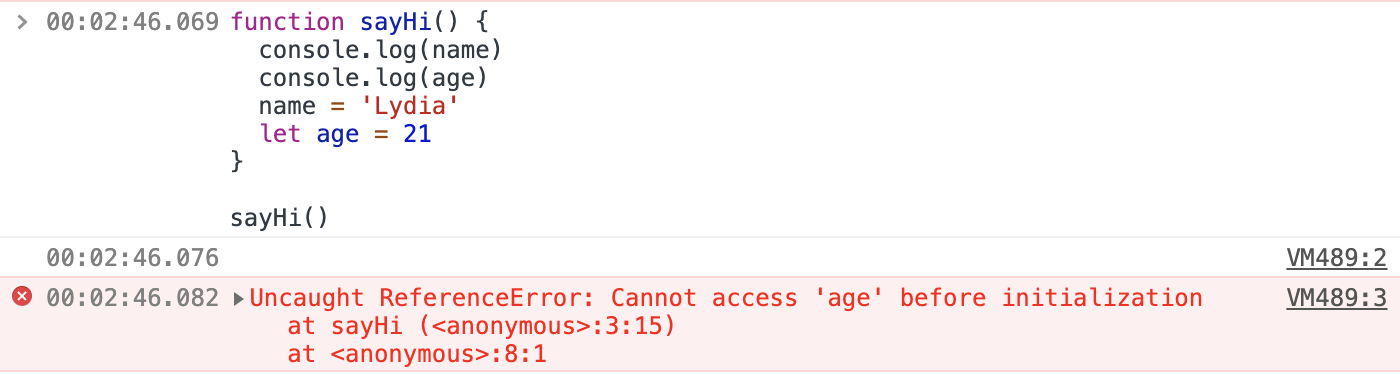 > 00:02:46.069 function sayHi() {
console.log(name)
console.log(age)
name = 'Lydia'
let age = 21
}
sayHi()
00:02:46.076 VM489:2
00:02:46.082 ▶Uncaught ReferenceError: Cannot access 'age' before initialization VM489:3
at sayHi (<anonymous>:3:15)
at <anonymous>:8:1